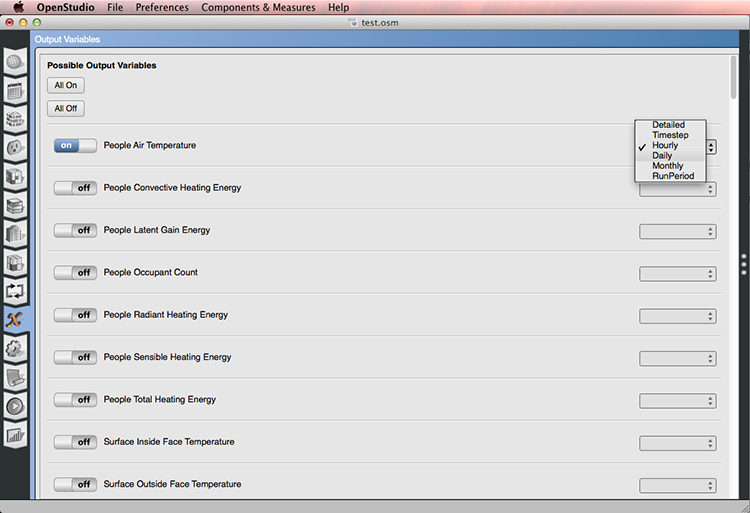 OpenStudio File Preferences Components & Measures Help
test.osm
Output Variables
Possible Output Variables
All On
All Off
on People Air Temperature
Detailed
Timestep
✓ Hourly
Daily
Monthly
RunPeriod
off People Convective Heating Energy
off People Latent Gain Energy
off People Occupant Count
off People Radiant Heating Energy
off People Sensible Heating Energy
off People Total Heating Energy
off Surface Inside Face Temperature
off Surface Outside Face Temperature